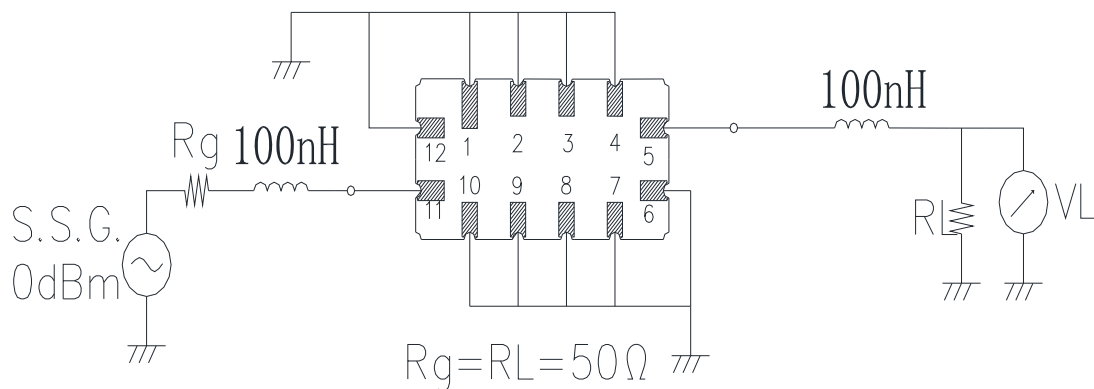 100nH
Rg 100nH
12 1 2 3 4 5
11 10 9 8 7 6
S.S.G.
0dBm
RL VL
Rg=RL=50Ω